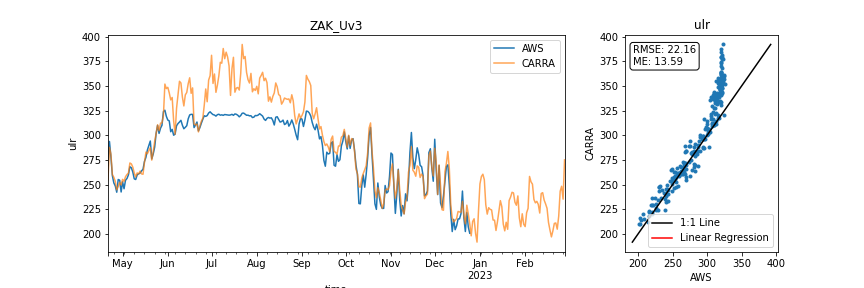 ZAK_Uv3
ulr
400
375
350
325
300
275
250
225
200
ulr
AWS
CARRA
May
Jun
Jul
Aug
Sep
Oct
Nov
Dec
Jan
2023
Feb
time
ulr
400
375
350
325
300
275
250
225
200
CARRA
RMSE: 22.16
ME: 13.59
1:1 Line
Linear Regression
200
250
300
350
400
AWS